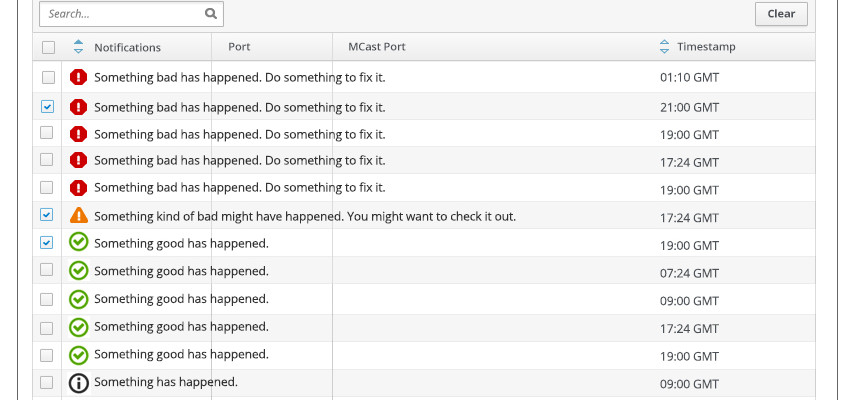 Search...
Clear
Notifications Port MCast Port Timestamp
Something bad has happened. Do something to fix it. 01:10 GMT
Something bad has happened. Do something to fix it. 21:00 GMT
Something bad has happened. Do something to fix it. 19:00 GMT
Something bad has happened. Do something to fix it. 17:24 GMT
Something bad has happened. Do something to fix it. 19:00 GMT
Something kind of bad might have happened. You might want to check it out. 17:24 GMT
Something good has happened. 19:00 GMT
Something good has happened. 07:24 GMT
Something good has happened. 09:00 GMT
Something good has happened. 17:24 GMT
Something good has happened. 19:00 GMT
Something has happened. 09:00 GMT